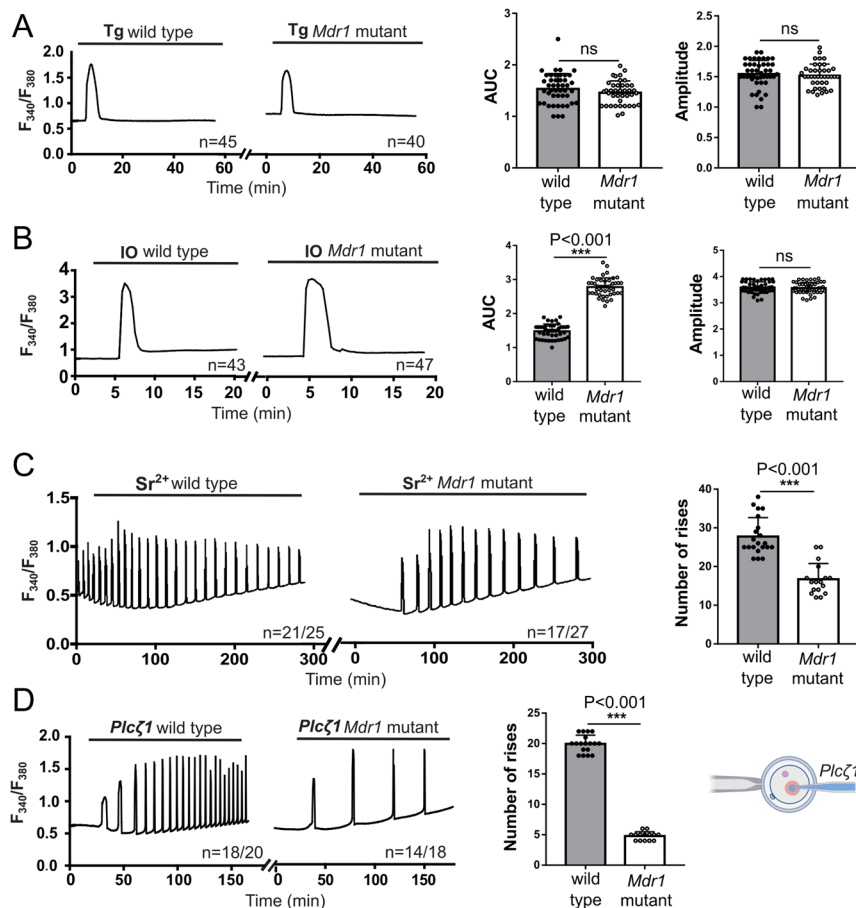 A
Tg wild type
Tg Mdr1 mutant
F340/F380
2.0
1.5
1.0
0.5
0.0
n=45
n=40
0 20 40 60 0 20 40 60
Time (min) Time (min)
AUC
3
2
1
0
ns
wild type
Mdr1 mutant
Amplitude
2.5
2.0
1.5
1.0
0.5
0.0
ns
wild type
Mdr1 mutant
B
IO wild type
IO Mdr1 mutant
F340/F380
4
3
2
1
0
n=43
n=47
0 5 10 15 20 0 5 10 15 20
Time (min) Time (min)
P<0.001
***
AUC
4
3
2
1
0
wild type
Mdr1 mutant
Amplitude
5
4
3
2
1
0
ns
wild type
Mdr1 mutant
C
Sr2+ wild type
Sr2+ Mdr1 mutant
F340/F380
1.5
1.0
0.5
0.0
n=21/25
n=17/27
0 100 200 300 0 100 200 300
Time (min)
P<0.001
***
Number of rises
40
30
20
10
0
wild type
Mdr1 mutant
D
Plcζ1 wild type
Plcζ1 Mdr1 mutant
F340/F380
2.0
1.5
1.0
0.5
0.0
n=18/20
n=14/18
0 50 100 150 0 50 100 150
Time (min) Time (min)
P<0.001
***
Number of rises
25
20
15
10
5
0
wild type
Mdr1 mutant
Plcζ1